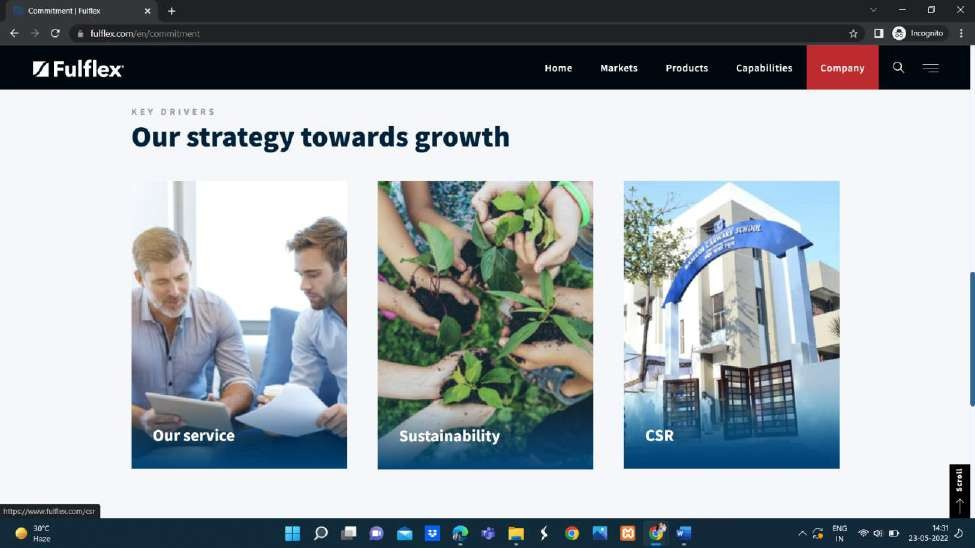 Commitment | Fulflex
fulflex.com/en/commitment
Incognito
Fulflex
Home
Markets
Products
Capabilities
Company
KEY DRIVERS
Our strategy towards growth
Our service
Sustainability
CSR
SCHOOL
Scroll
https://www.fulflex.com/csr
30°C
Haze
ENG
IN
14:31
23-05-2022